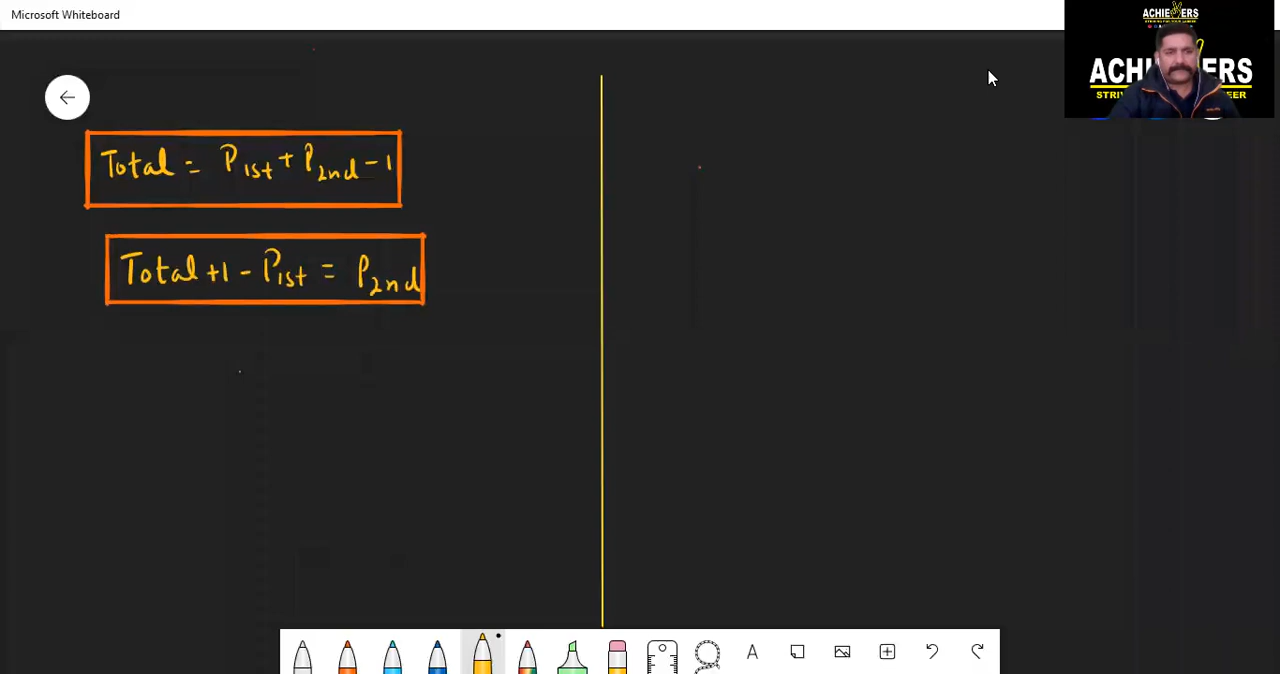 Microsoft Whiteboard
ACHIEVERS
Total = P1st + P2nd - 1
Total + 1 - P1st = P2nd